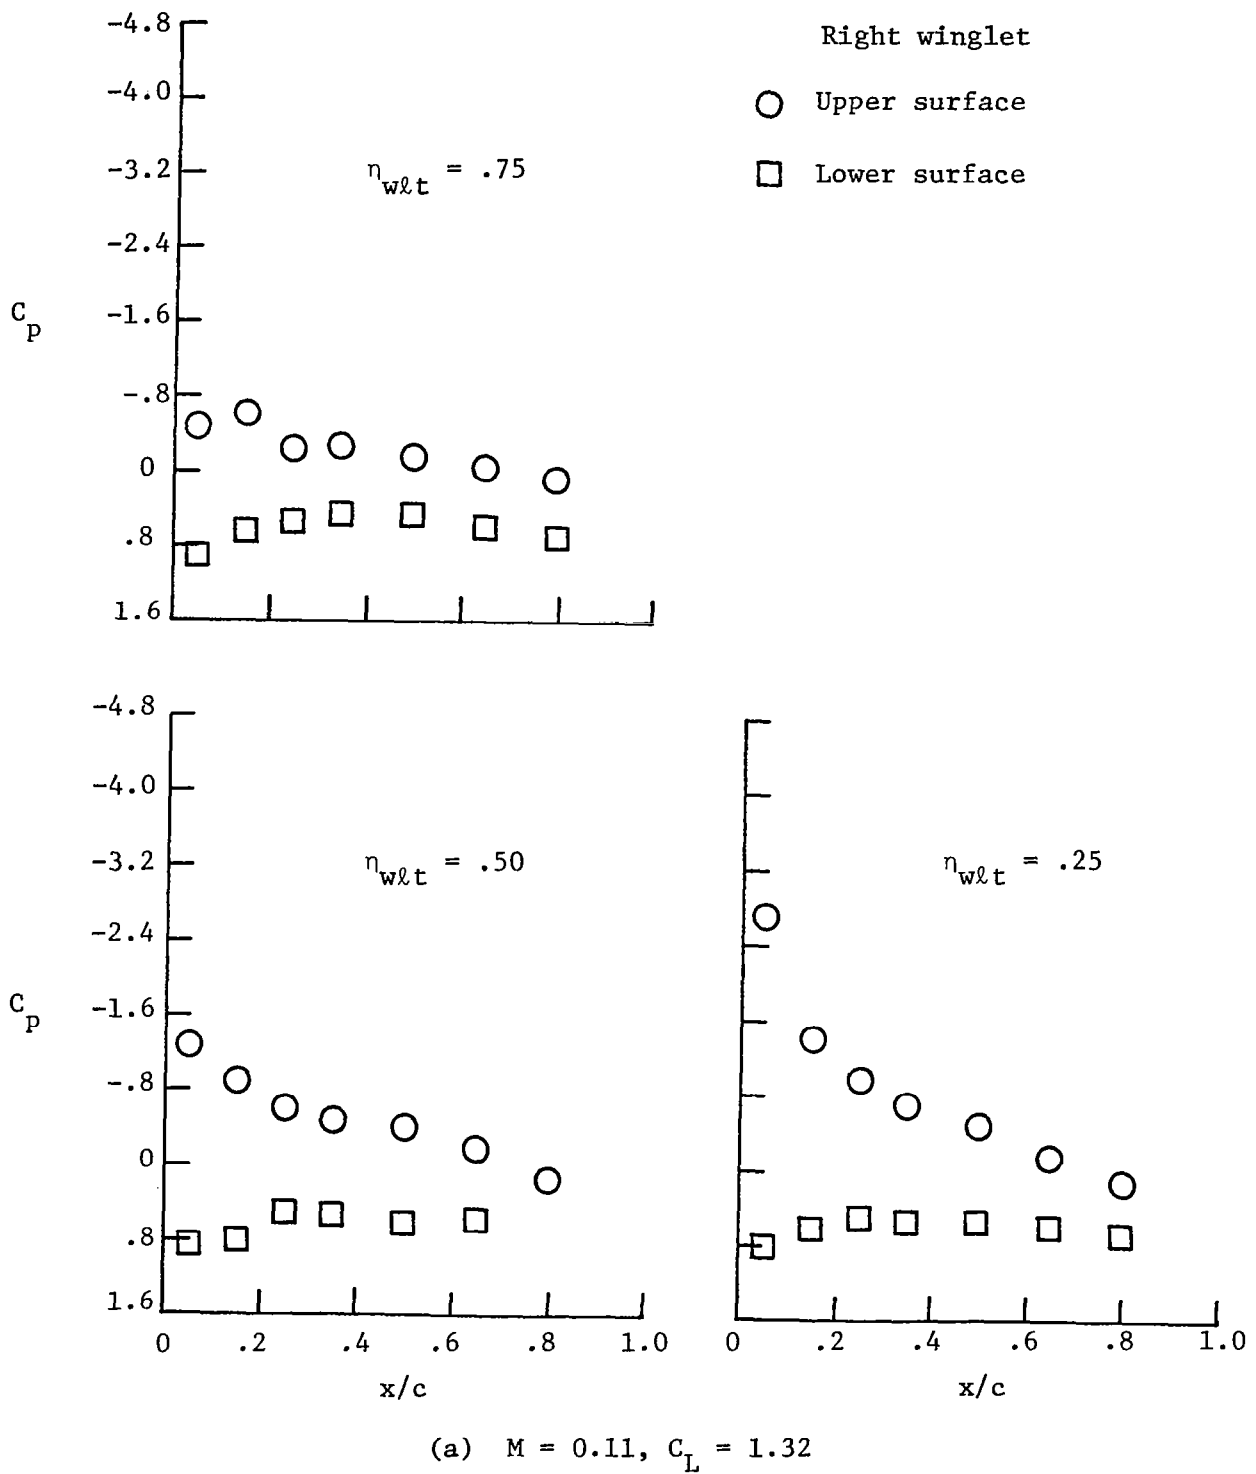 Right winglet
Upper surface
Lower surface
-4.8
-4.0
-3.2
-2.4
-1.6
-.8
0
.8
1.6
C_p
η_wℓt = .75
-4.8
-4.0
-3.2
-2.4
-1.6
-.8
0
.8
1.6
C_p
η_wℓt = .50
0 .2 .4 .6 .8 1.0
x/c
η_wℓt = .25
0 .2 .4 .6 .8 1.0
x/c
(a) M = 0.11, C_L = 1.32